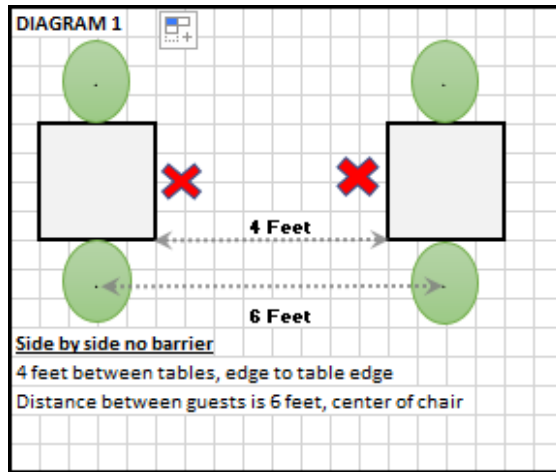 DIAGRAM 1
4 Feet
6 Feet
Side by side no barrier
4 feet between tables, edge to table edge
Distance between guests is 6 feet, center of chair